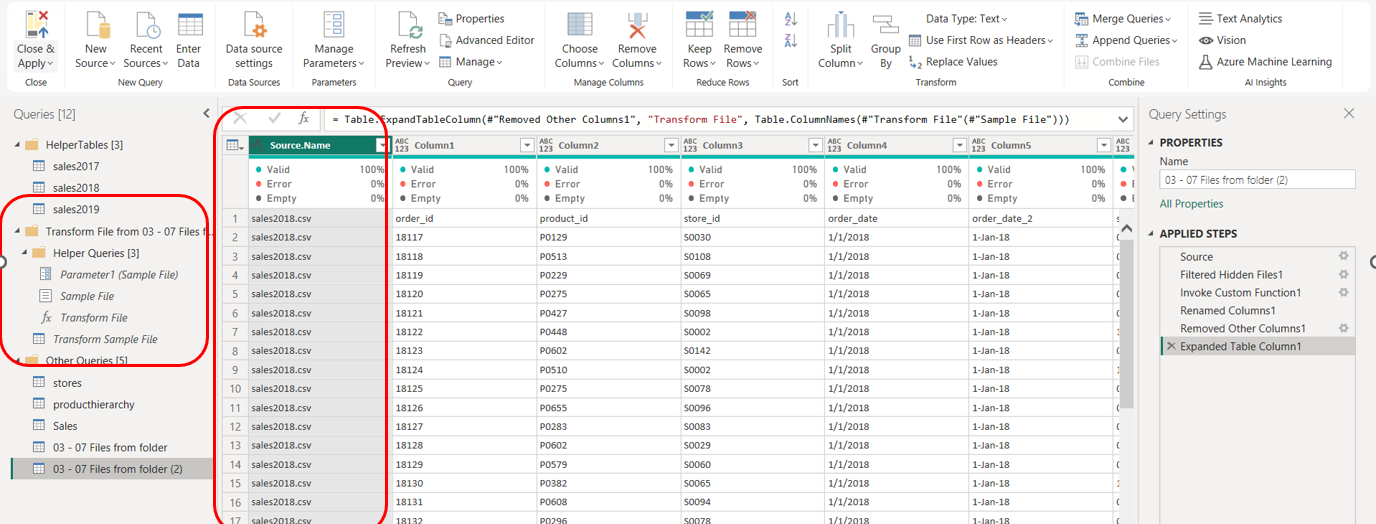 Close & Apply
New Source
Recent Sources
Enter Data
Data source settings
Manage Parameters
Refresh Preview
Properties
Advanced Editor
Manage
Choose Columns
Remove Columns
Keep Rows
Remove Rows
Split Column
Group By
Data Type: Text
Use First Row as Headers
Replace Values
Merge Queries
Append Queries
Combine Files
Text Analytics
Vision
Azure Machine Learning
Close
New Query
Data Sources
Parameters
Query
Manage Columns
Reduce Rows
Sort
Transform
Combine
AI Insights
Queries [12]
HelperTables [3]
sales2017
sales2018
sales2019
Transform File from 03 - 07 Files f...
Helper Queries [3]
Parameter1 (Sample File)
Sample File
Transform File
Transform Sample File
Other Queries [5]
stores
producthierarchy
Sales
03 - 07 Files from folder
03 - 07 Files from folder (2)
fx = Table.ExpandTableColumn(#"Removed Other Columns1", "Transform File", Table.ColumnNames(#"Transform File"(#"Sample File")))
Source.Name ABC 123 Column1 ABC 123 Column2 ABC 123 Column3 ABC 123 Column4 ABC 123 Column5 ABC 123
Valid 100% Valid 100% Valid 100% Valid 100% Valid 100% Valid 100%
Error 0% Error 0% Error 0% Error 0% Error 0% Error 0%
Empty 0% Empty 0% Empty 0% Empty 0% Empty 0% Empty 0%
1 sales2018.csv order_id product_id store_id order_date order_date_2
2 sales2018.csv 18117 P0129 S0030 1/1/2018 1-Jan-18
3 sales2018.csv 18118 P0513 S0108 1/1/2018 1-Jan-18
4 sales2018.csv 18119 P0229 S0069 1/1/2018 1-Jan-18
5 sales2018.csv 18120 P0275 S0065 1/1/2018 1-Jan-18
6 sales2018.csv 18121 P0427 S0098 1/1/2018 1-Jan-18
7 sales2018.csv 18122 P0448 S0002 1/1/2018 1-Jan-18
8 sales2018.csv 18123 P0602 S0142 1/1/2018 1-Jan-18
9 sales2018.csv 18124 P0510 S0002 1/1/2018 1-Jan-18
10 sales2018.csv 18125 P0275 S0078 1/1/2018 1-Jan-18
11 sales2018.csv 18126 P0655 S0096 1/1/2018 1-Jan-18
12 sales2018.csv 18127 P0283 S0083 1/1/2018 1-Jan-18
13 sales2018.csv 18128 P0602 S0029 1/1/2018 1-Jan-18
14 sales2018.csv 18129 P0579 S0060 1/1/2018 1-Jan-18
15 sales2018.csv 18130 P0382 S0065 1/1/2018 1-Jan-18
16 sales2018.csv 18131 P0608 S0094 1/1/2018 1-Jan-18
17 sales2018.csv 18132 P0296 S0078 1/1/2018 1-Jan-18
Query Settings
PROPERTIES
Name
03 - 07 Files from folder (2)
All Properties
APPLIED STEPS
Source
Filtered Hidden Files1
Invoke Custom Function1
Renamed Columns1
Removed Other Columns1
Expanded Table Column1